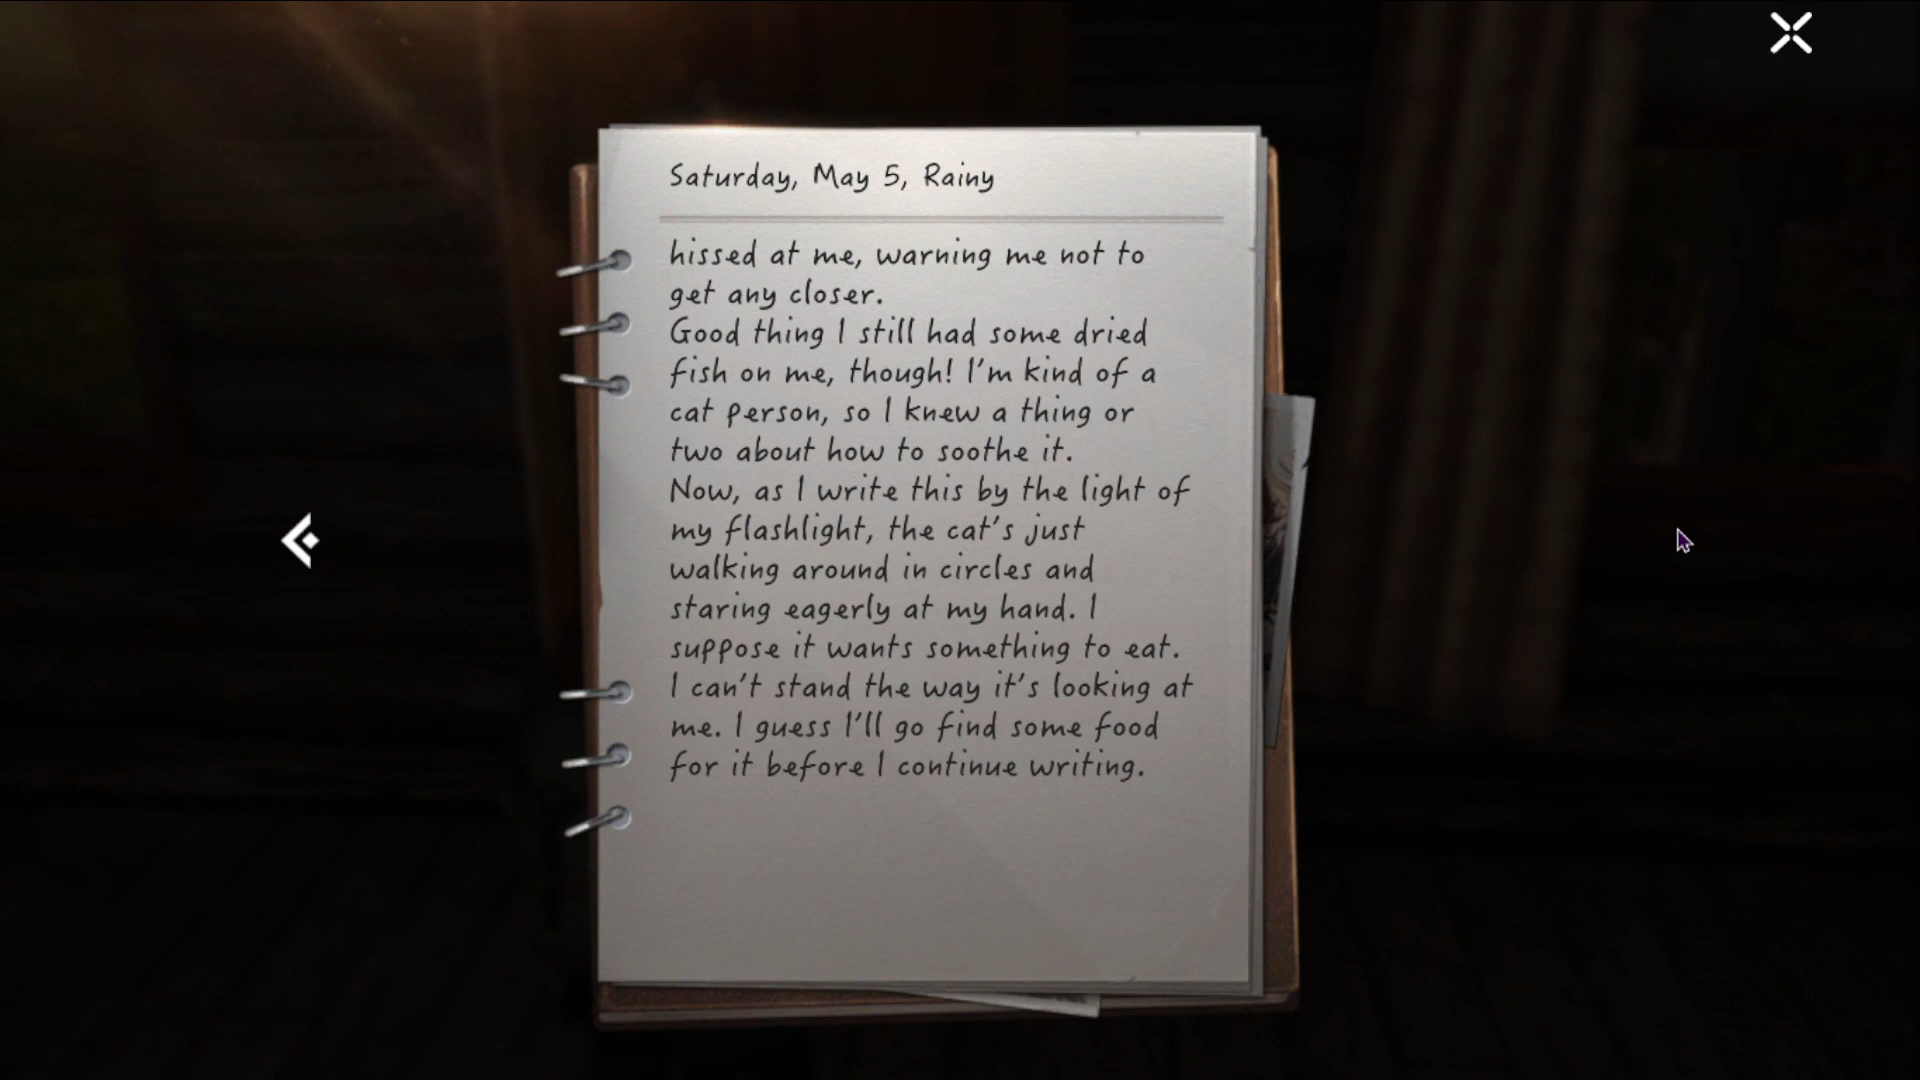 Saturday, May 5, Rainy
hissed at me, warning me not to
get any closer.
Good thing I still had some dried
fish on me, though! I'm kind of a
cat person, so I knew a thing or
two about how to soothe it.
Now, as I write this by the light of
my flashlight, the cat's just
walking around in circles and
staring eagerly at my hand. I
suppose it wants something to eat.
I can't stand the way it's looking at
me. I guess I'll go find some food
for it before I continue writing.